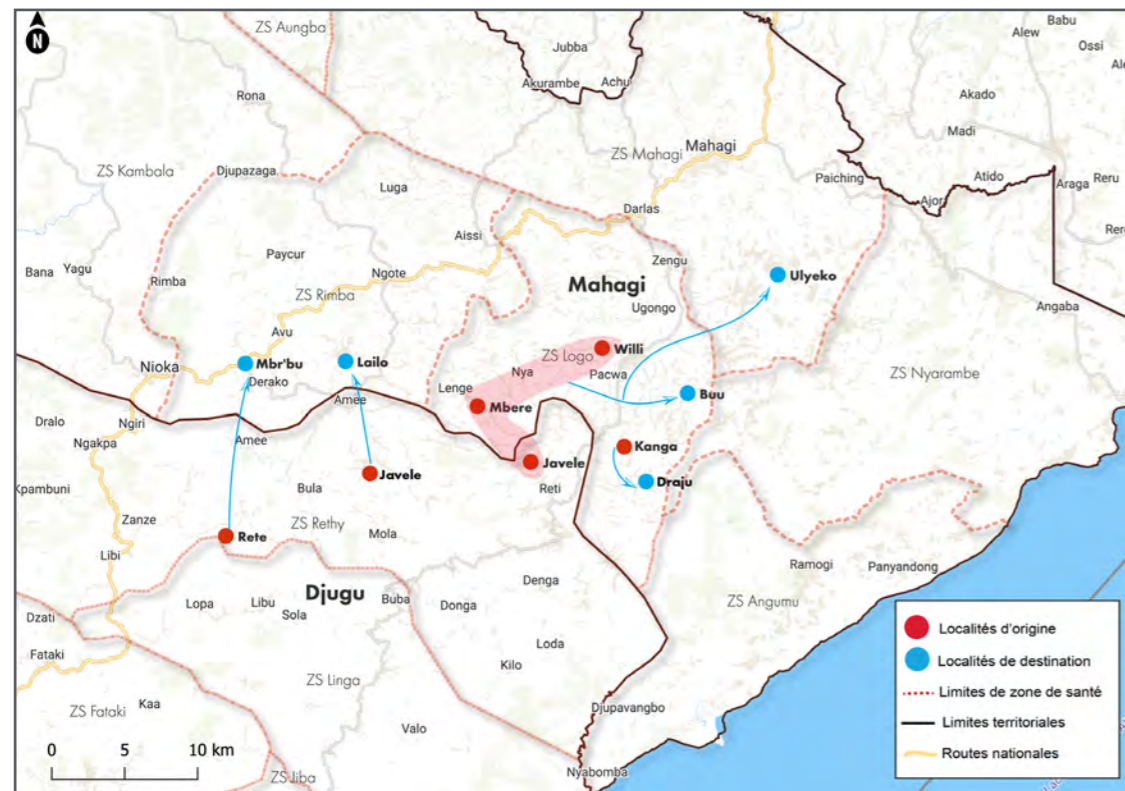 N
ZS Aungba
Jubba
Akurambe
Achu
Babu
Alew
Ossi
Rona
Akado
Madi
ZS Kambala
Djupazaga
Luga
ZS Mahagi
Mahagi
Paiching
Atido
Araga
Reru
Ajor
Darlas
Aissi
Bana
Yagu
Rimba
Paycur
Ngote
ZS Rimba
Mahagi
Zengu
Ulyeko
Ugongo
Angaba
Avu
Nioka
Mbr'bu
Derako
Lailo
Amee
Lenge
Nya
ZS Logo
Willi
Pacwa
ZS Nyarambe
Buu
Mbere
Dralo
Ngiri
Ngakpa
Amee
Kanga
Javele
Javele
Draju
Reti
Kpambuni
Bula
Zanze
ZS Rethy
Mola
Libi
Rete
Ramogi
Panyandong
Denga
Djugu
Buba
Donga
Lopa
Libu
Sola
ZS Angumu
Dzati
Loda
Fataki
Kilo
ZS Linga
Kaa
ZS Fataki
Valo
Djupavangbo
Nyabomba
ZS Jiba
0 5 10 km
Localités d'origine
Localités de destination
Limites de zone de santé
Limites territoriales
Routes nationales